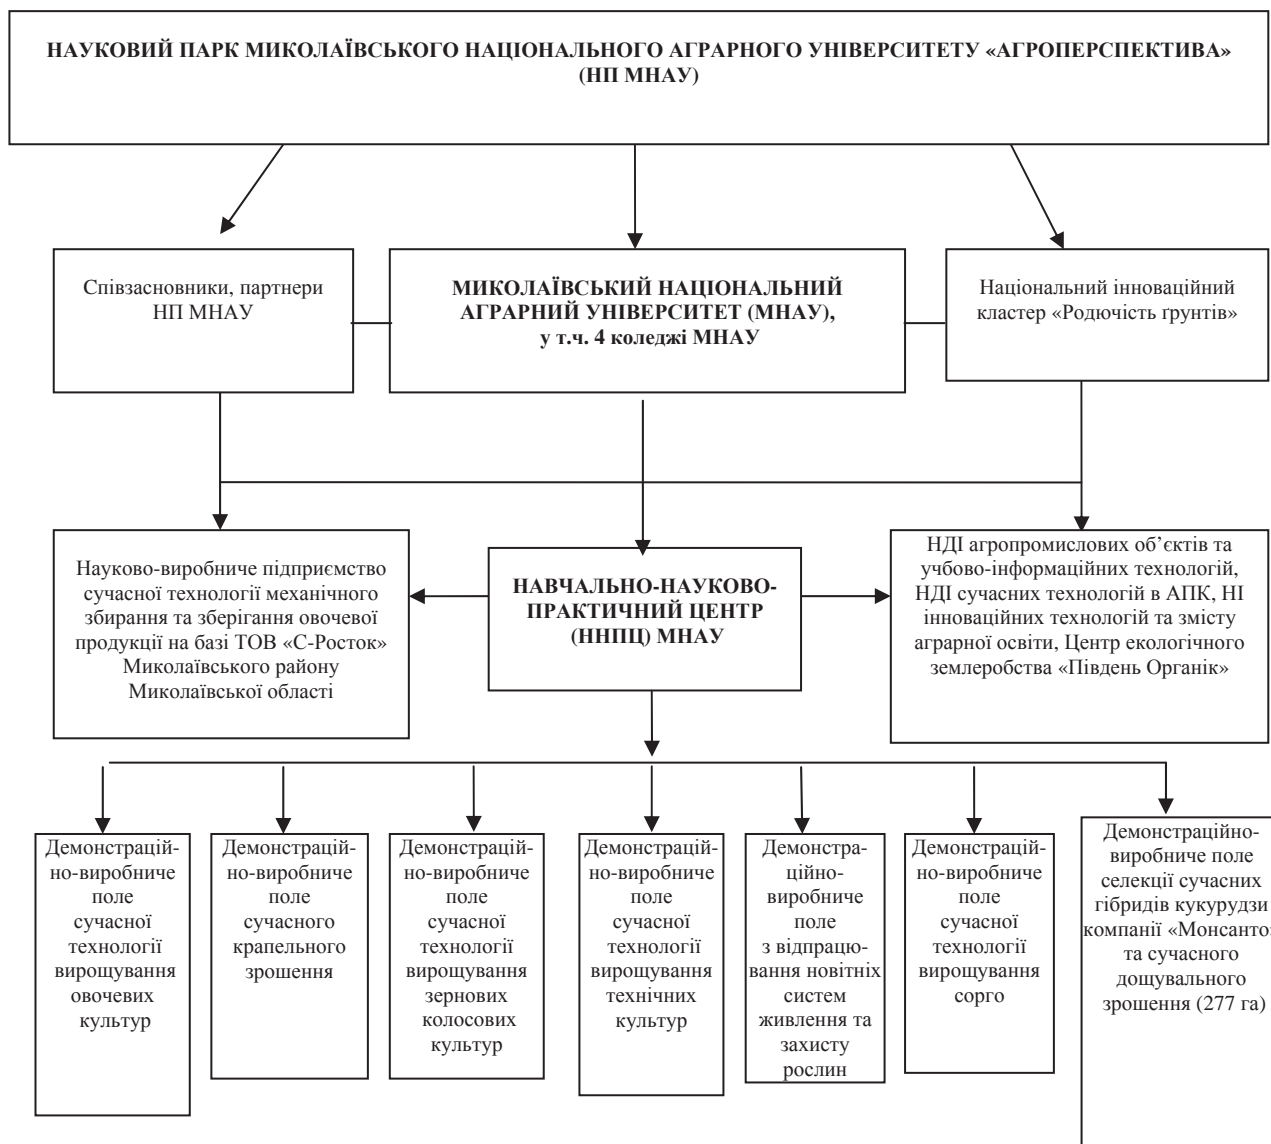 НАУКОВИЙ ПАРК МИКОЛАЇВСЬКОГО НАЦІОНАЛЬНОГО АГРАРНОГО УНІВЕРСИТЕТУ «АГРОПЕРСПЕКТИВА»
(НП МНАУ)
Співзасновники, партнери
НП МНАУ
МИКОЛАЇВСЬКИЙ НАЦІОНАЛЬНИЙ
АГРАРНИЙ УНІВЕРСИТЕТ (МНАУ),
у т.ч. 4 коледжі МНАУ
Національний інноваційний
кластер «Родючість ґрунтів»
Науково-виробниче підприємство
сучасної технології механічного
збирання та зберігання овочевої
продукції на базі ТОВ «С-Росток»
Миколаївського району
Миколаївської області
НАВЧАЛЬНО-НАУКОВО-
ПРАКТИЧНИЙ ЦЕНТР
(ННПЦ) МНАУ
НДІ агропромислових об’єктів та
учбово-інформаційних технологій,
НДІ сучасних технологій в АПК, НІ
інноваційних технологій та змісту
аграрної освіти, Центр екологічного
землеробства «Південь Органік»
Демонстрацій-
но-виробниче
поле
сучасної
технології
вирощування
овочевих
культур
Демонстрацій-
но-виробниче
поле
сучасного
крапельного
зрошення
Демонстрацій-
но-виробниче
поле
сучасної
технології
вирощування
зернових
колосових
культур
Демонстрацій-
но-виробниче
поле
сучасної
технології
вирощування
технічних
культур
Демонстра-
ційно-
виробниче
поле
з відпрацю-
вання новітніх
систем
живлення та
захисту
рослин
Демонстрацій-
но-виробниче
поле
сучасної
технології
вирощування
сорго
Демонстраційно-
виробниче поле
селекції сучасних
гібридів кукурудзи
компанії «Монсанто»
та сучасного
дощувального
зрошення (277 га)